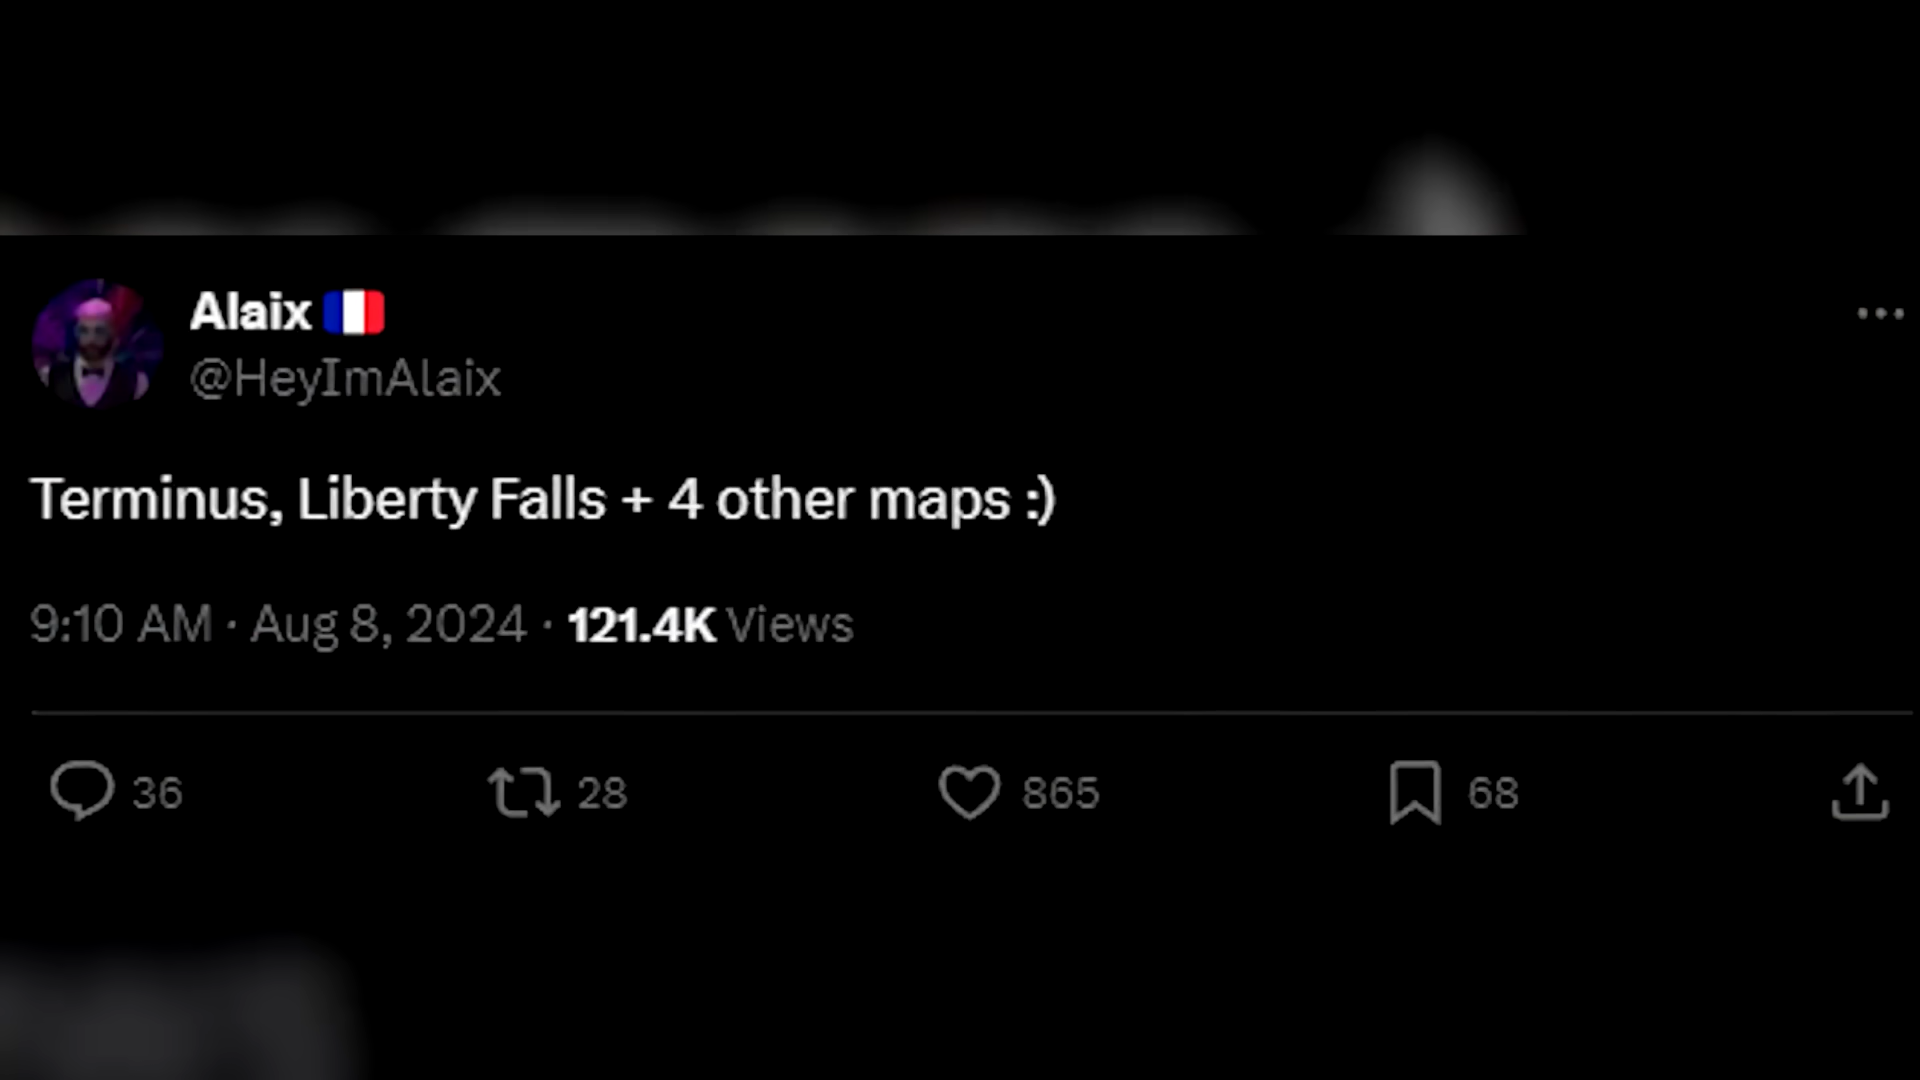 Alaix 🇫🇷
@HeyImAlaix
Terminus, Liberty Falls + 4 other maps :)
9:10 AM · Aug 8, 2024 · 121.4K Views
36 28 865 68